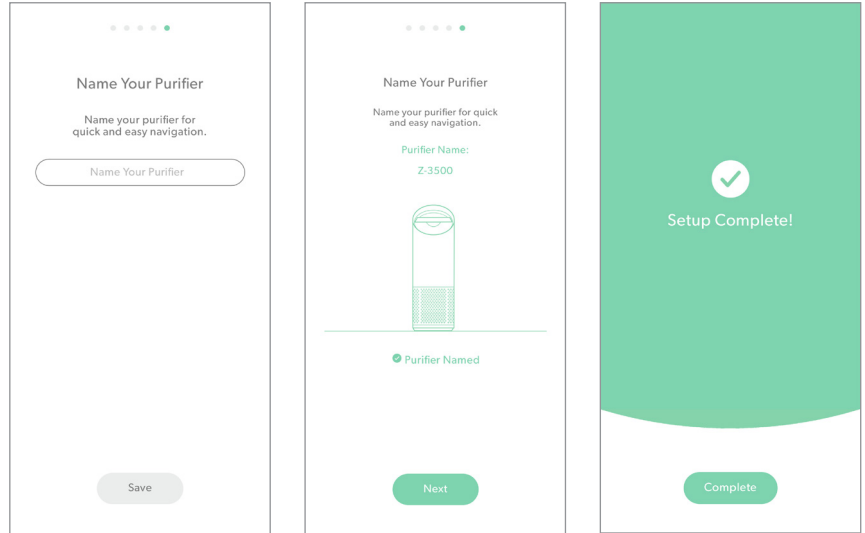 Name Your Purifier
Name your purifier for
quick and easy navigation.
Name Your Purifier
Save
Name Your Purifier
Name your purifier for quick
and easy navigation.
Purifier Name:
Z-3500
Purifier Named
Next
Setup Complete!
Complete